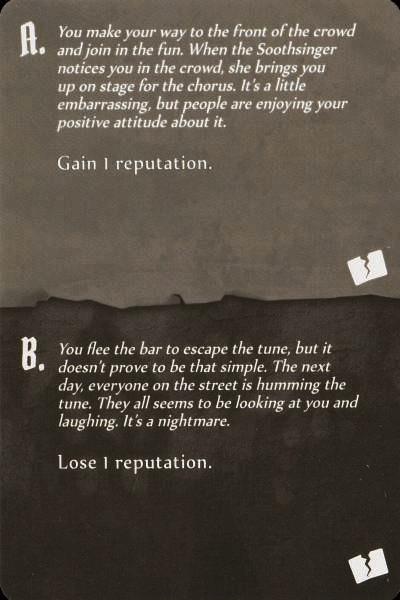 A.
You make your way to the front of the crowd
and join in the fun. When the Soothsinger
notices you in the crowd, she brings you
up on stage for the chorus. It's a little
embarrassing, but people are enjoying your
positive attitude about it.
Gain 1 reputation.
B.
You flee the bar to escape the tune, but it
doesn't prove to be that simple. The next
day, everyone on the street is humming the
tune. They all seems to be looking at you and
laughing. It's a nightmare.
Lose 1 reputation.